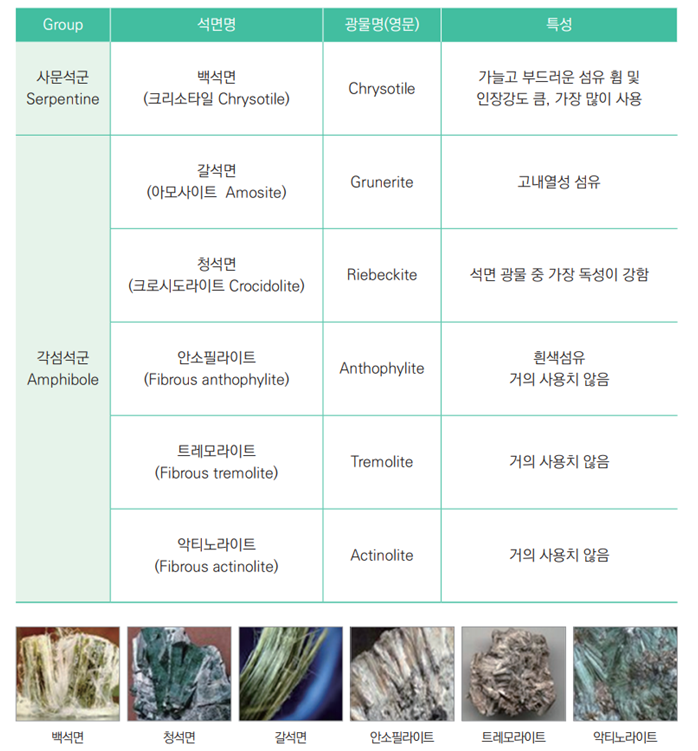 Group 석면명 광물명(영문) 특성
사문석군
Serpentine
백석면
(크리소타일 Chrysotile)
Chrysotile
가늘고 부드러운 섬유 휨 및
인장강도 큼, 가장 많이 사용
각섬석군
Amphibole
갈석면
(아모사이트 Amosite)
Grunerite
고내열성 섬유
청석면
(크로시도라이트 Crocidolite)
Riebeckite
석면 광물 중 가장 독성이 강함
안소필라이트
(Fibrous anthophylite)
Anthophylite
흰색섬유
거의 사용치 않음
트레모라이트
(Fibrous tremolite)
Tremolite
거의 사용치 않음
악티노라이트
(Fibrous actinolite)
Actinolite
거의 사용치 않음
백석면 청석면 갈석면 안소필라이트 트레모라이트 악티노라이트